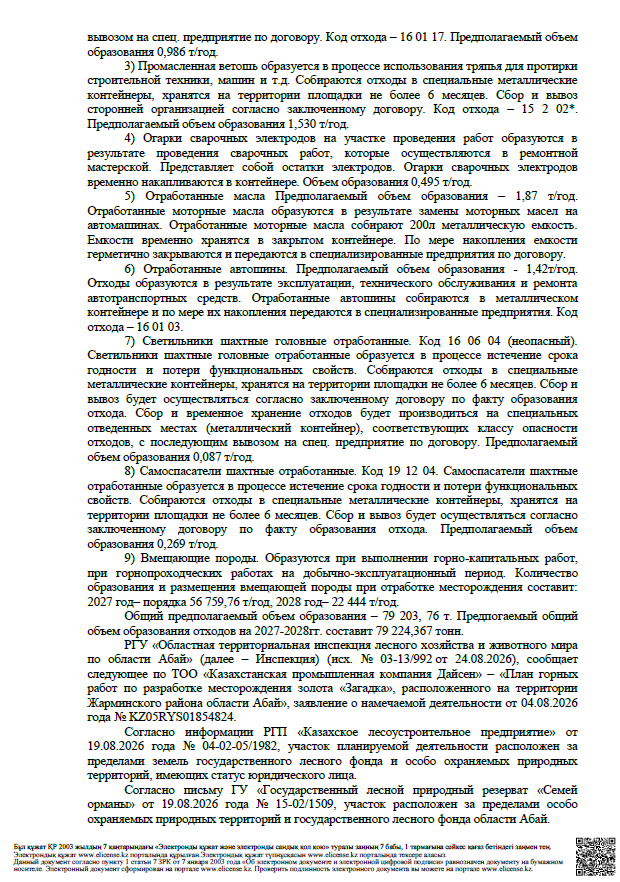 вывозом на спец. предприятие по договору. Код отхода – 16 01 17. Предполагаемый объем
образования 0,986 т/год.
3) Промасленная ветошь образуется в процессе использования тряпья для протирки
строительной техники, машин и т.д. Собираются отходы в специальные металлические
контейнеры, хранятся на территории площадки не более 6 месяцев. Сбор и вывоз
сторонней организацией согласно заключенному договору. Код отхода – 15 2 02*.
Предполагаемый объем образования 1,530 т/год.
4) Огарки сварочных электродов на участке проведения работ образуются в
результате проведения сварочных работ, которые осуществляются в ремонтной
мастерской. Представляет собой остатки электродов. Огарки сварочных электродов
временно накапливаются в контейнере. Объем образования 0,495 т/год.
5) Отработанные масла Предполагаемый объем образования – 1,87 т/год.
Отработанные моторные масла образуются в результате замены моторных масел на
автомашинах. Отработанные моторные масла собирают 200л металлическую емкость.
Емкости временно хранятся в закрытом контейнере. По мере накопления емкости
герметично закрываются и передаются в специализированные предприятия по договору.
6) Отработанные автошины. Предполагаемый объем образования - 1,42т/год.
Отходы образуются в результате эксплуатации, технического обслуживания и ремонта
автотранспортных средств. Отработанные автошины собираются в металлическом
контейнере и по мере их накопления передаются в специализированные предприятия. Код
отхода – 16 01 03.
7) Светильники шахтные головные отработанные. Код 16 06 04 (неопасный).
Светильники шахтные головные отработанные образуется в процессе истечение срока
годности и потери функциональных свойств. Собираются отходы в специальные
металлические контейнеры, хранятся на территории площадки не более 6 месяцев. Сбор и
вывоз будет осуществляться согласно заключенному договору по факту образования
отхода. Сбор и временное хранение отходов будет производиться на специальных
отведенных местах (металлический контейнер), соответствующих классу опасности
отходов, с последующим вывозом на спец. предприятие по договору. Предполагаемый
объем образования 0,087 т/год.
8) Самоспасатели шахтные отработанные. Код 19 12 04. Самоспасатели шахтные
отработанные образуется в процессе истечение срока годности и потери функциональных
свойств. Собираются отходы в специальные металлические контейнеры, хранятся на
территории площадки не более 6 месяцев. Сбор и вывоз будет осуществляться согласно
заключенному договору по факту образования отхода. Предполагаемый объем
образования 0,269 т/год.
9) Вмещающие породы. Образуются при выполнении горно-капитальных работ,
при горнопроходческих работах на добычно-эксплуатационный период. Количество
образования и размещения вмещающей породы при отработке месторождения составит:
2027 год– порядка 56 759,76 т/год, 2028 год– 22 444 т/год.
Общий предполагаемый объем образования – 79 203, 76 т. Предпогаемый общий
объем образования отходов на 2027-2028гг. составит 79 224,367 тонн.
РГУ «Областная территориальная инспекция лесного хозяйства и животного мира
по области Абай» (далее – Инспекция) (исх. № 03-13/992 от 24.08.2026), сообщает
следующее по ТОО «Казахстанская промышленная компания Дайсен» – «План горных
работ по разработке месторождения золота «Загадка», расположенного на территории
Жарминского района области Абай», заявление о намечаемой деятельности от 04.08.2026
года № KZ05RYS01854824.
Согласно информации РГП «Казахское лесоустроительное предприятие» от
19.08.2026 года № 04-02-05/1982, участок планируемой деятельности расположен за
пределами земель государственного лесного фонда и особо охраняемых природных
территорий, имеющих статус юридического лица.
Согласно письму ГУ «Государственный лесной природный резерват «Семей
орманы» от 19.08.2026 года № 15-02/1509, участок расположен за пределами особо
охраняемых природных территорий и государственного лесного фонда области Абай.
Бұл құжат ҚР 2003 жылдың 7 қаңтарындағы «Электронды құжат және электронды сандық қол қою» туралы заңның 7 бабы, 1 тармағына сәйкес қағаз бетіндегі заңмен тең.
Электрондық құжат www.elicense.kz порталында құрылған.Электрондық құжат түпнұсқасын www.elicense.kz порталында тексере аласыз.
Данный документ согласно пункту 1 статьи 7 ЗРК от 7 января 2003 года «Об электронном документе и электронной цифровой подписи» равнозначен документу на бумажном
носителе. Электронный документ сформирован на портале www.elicense.kz. Проверить подлинность электронного документа вы можете на портале www.elicense.kz.